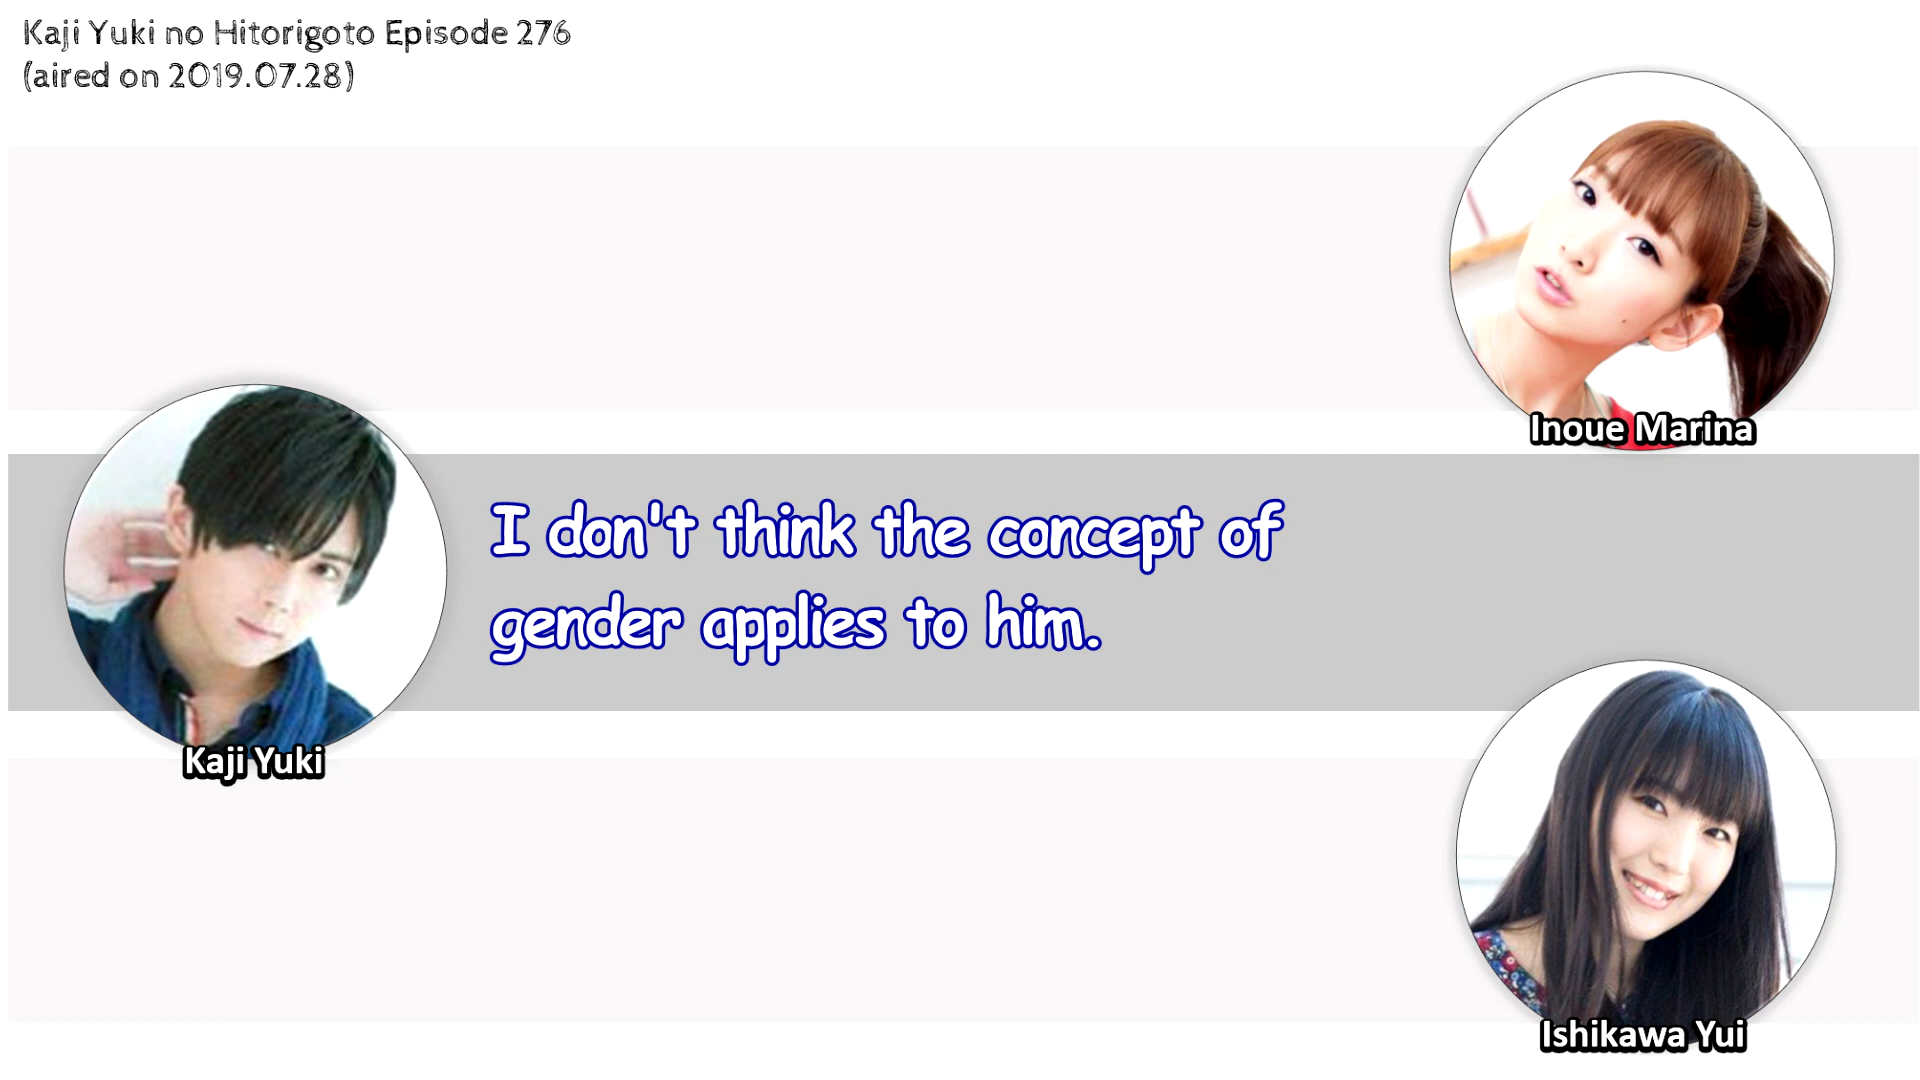 Kaji Yuki no Hitorigoto Episode 276
(aired on 2019.07.28)
Inoue Marina
I don't think the concept of
gender applies to him.
Kaji Yuki
Ishikawa Yui